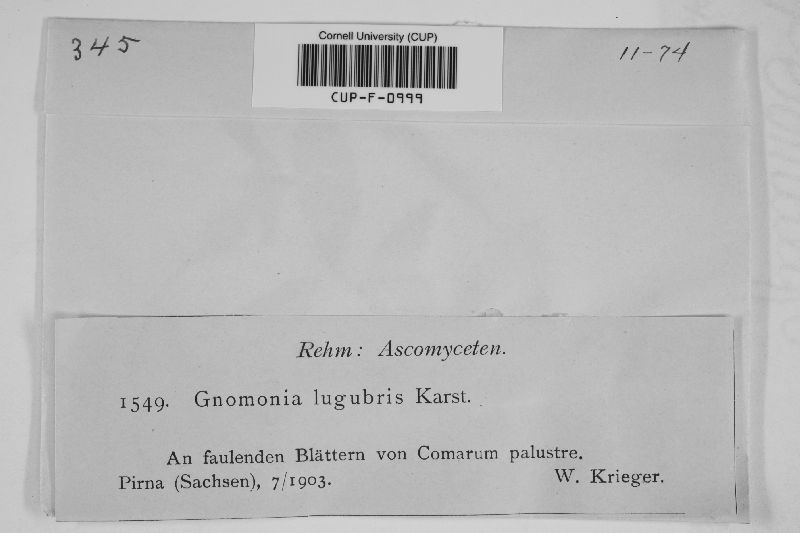 345
Cornell University (CUP)
11-74
CUP-F-0999
Rehm: Ascomyceten.
1549. Gnomonia lugubris Karst.
An faulenden Blättern von Comarum palustre.
Pirna (Sachsen), 7/1903. W. Krieger.